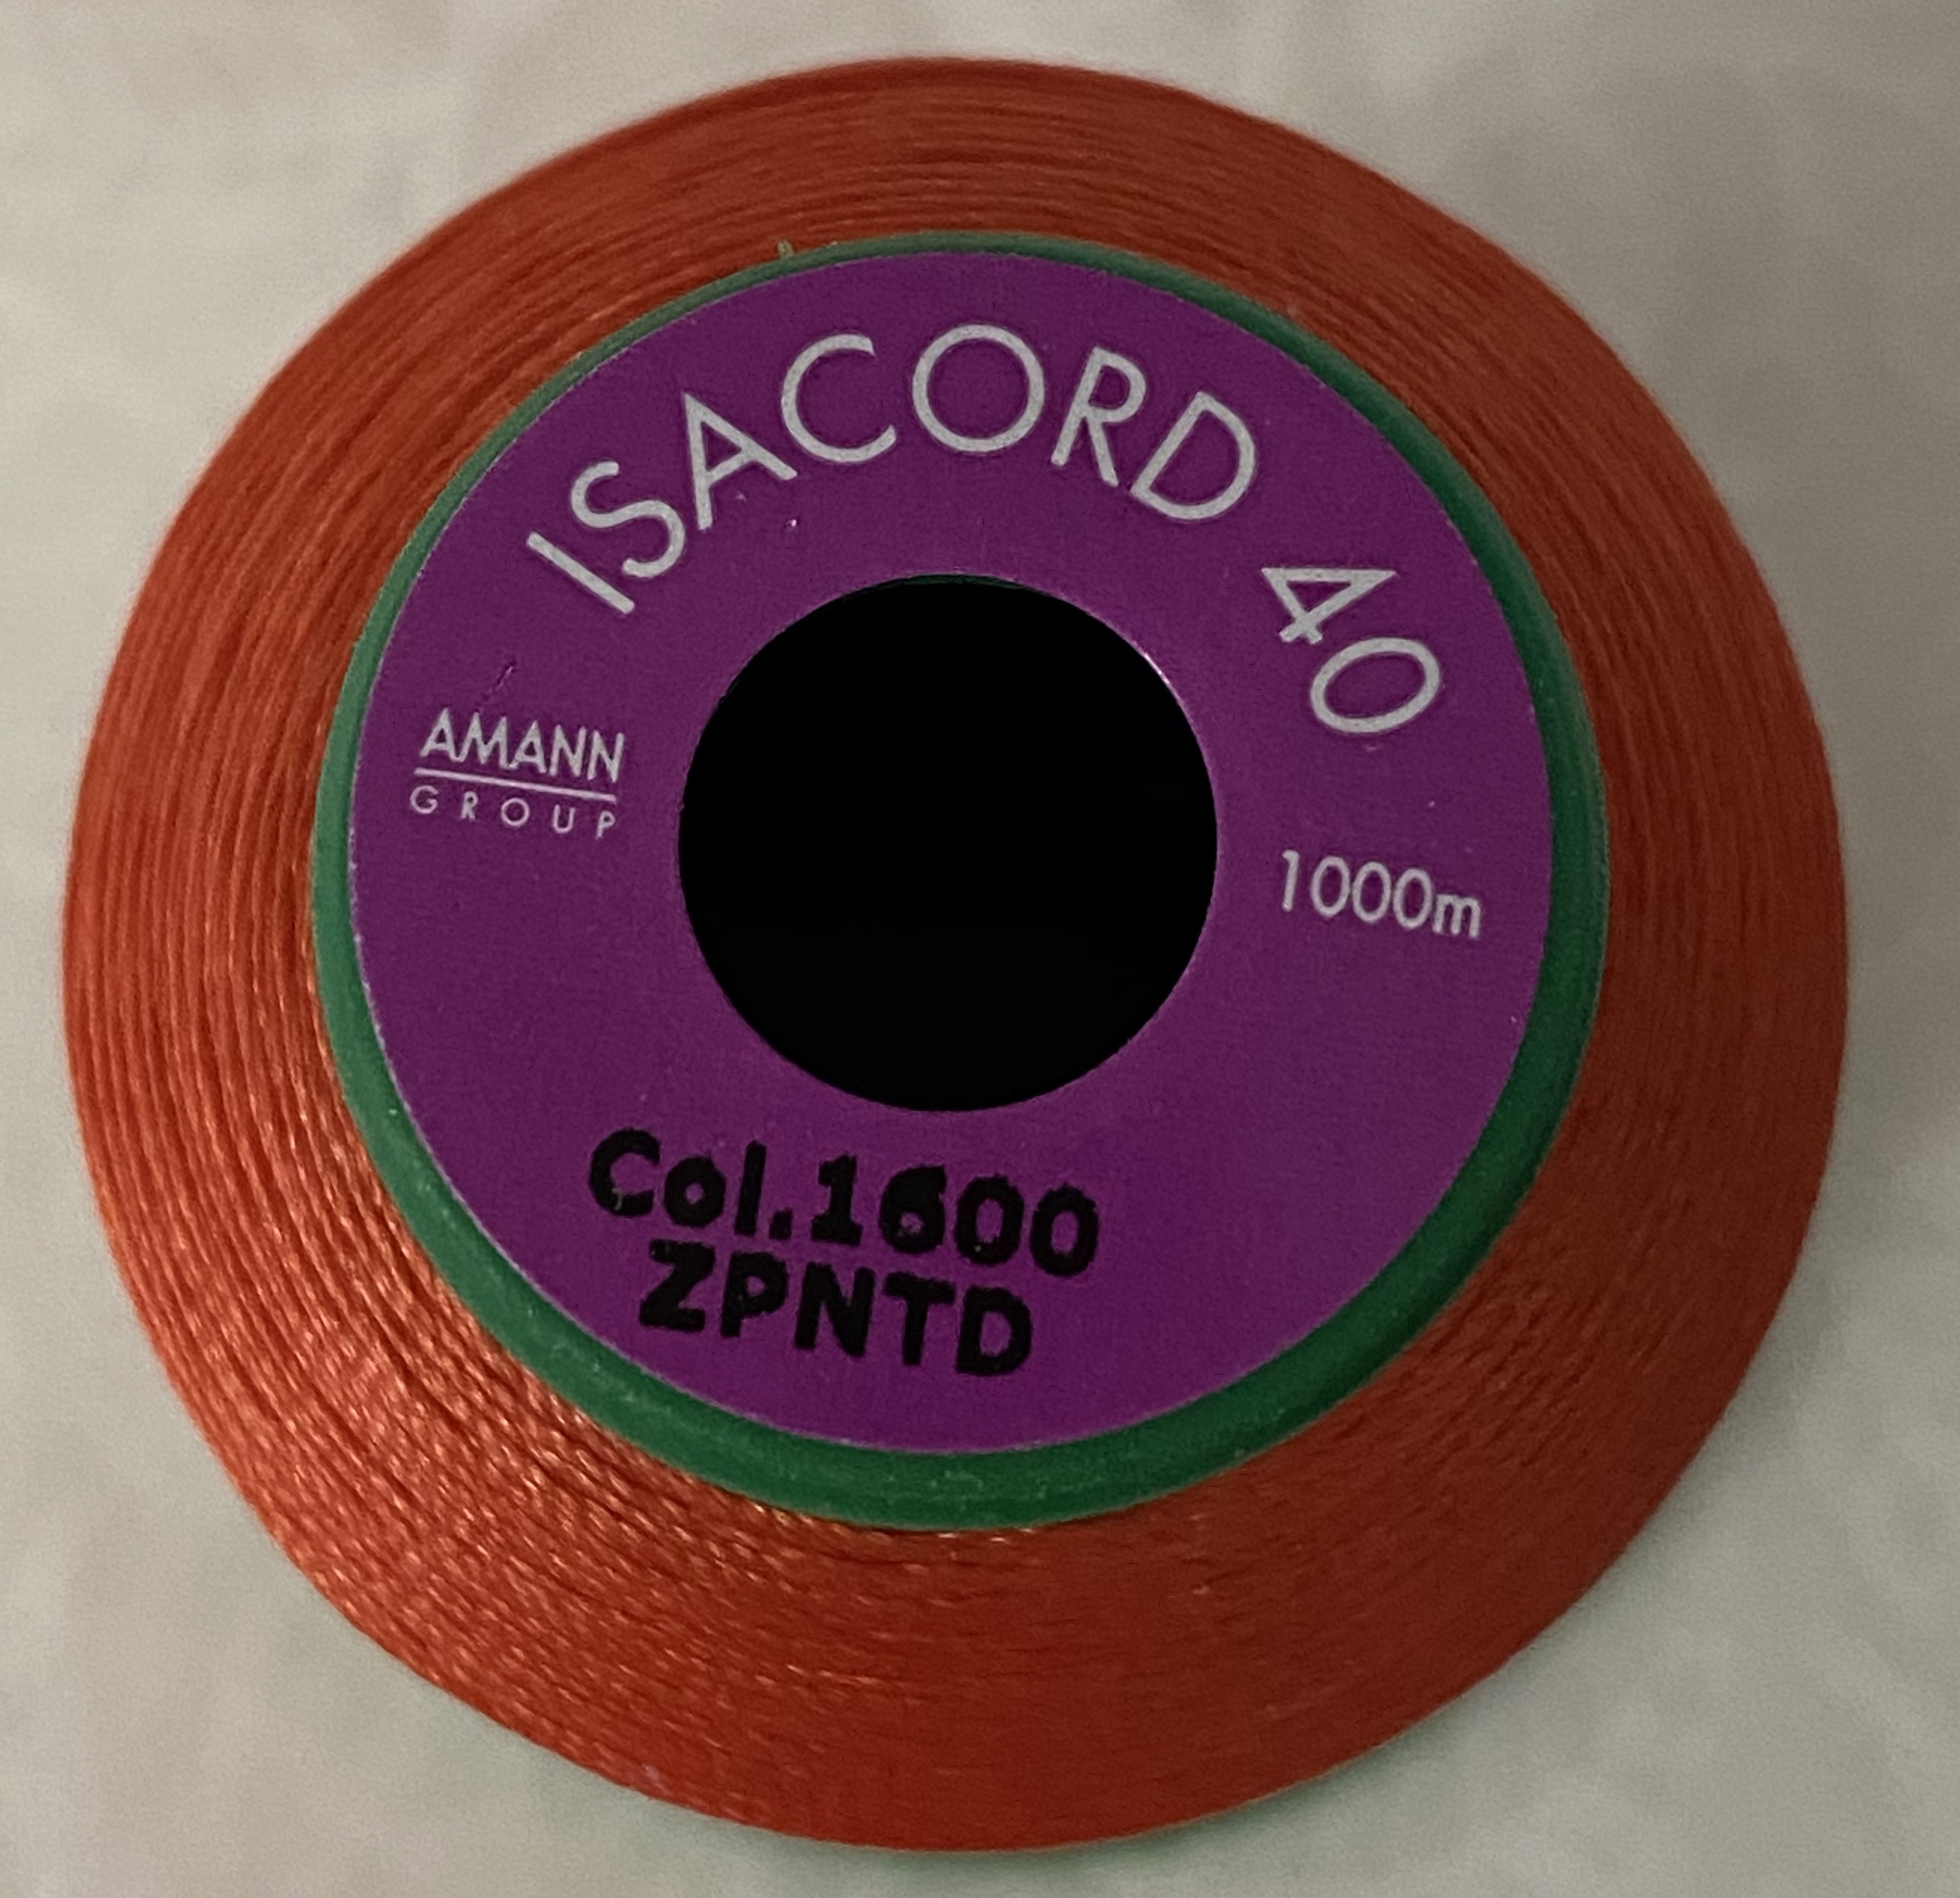 ISACORD 40
AMANN
GROUP
1000m
Col.1600
ZPNTD